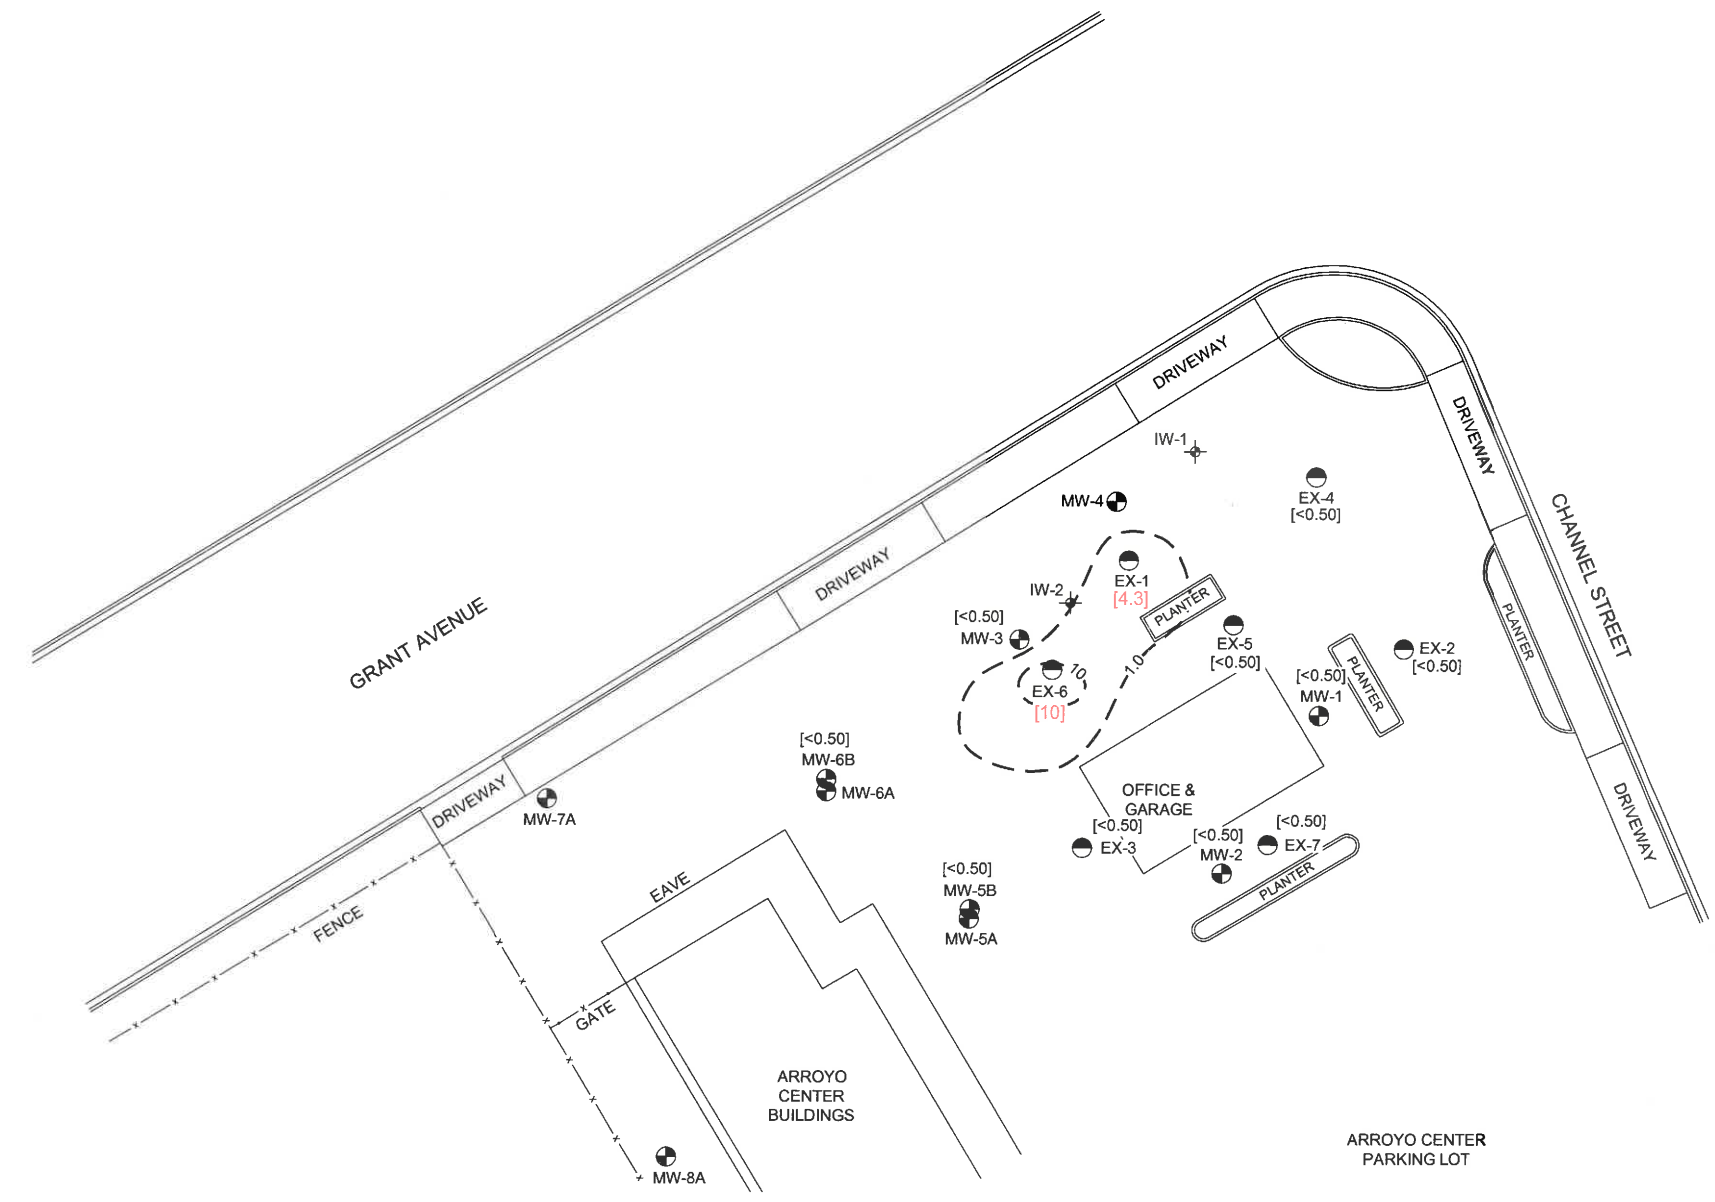 DRIVEWAY
DRIVEWAY
IW-1
EX-4
[<0.50]
MW-4
CHANNEL STREET
DRIVEWAY
EX-1
[4.3]
IW-2
PLANTER
GRANT AVENUE
[<0.50]
MW-3
EX-5
[<0.50]
PLANTER
EX-2
[<0.50]
10
1.0
EX-6
[10]
[<0.50]
MW-1
PLANTER
[<0.50]
MW-6B
MW-6A
DRIVEWAY
MW-7A
OFFICE &
GARAGE
DRIVEWAY
[<0.50]
EX-3
[<0.50]
MW-2
[<0.50]
EX-7
PLANTER
EAVE
[<0.50]
MW-5B
MW-5A
FENCE
GATE
ARROYO
CENTER
BUILDINGS
ARROYO CENTER
PARKING LOT
MW-8A